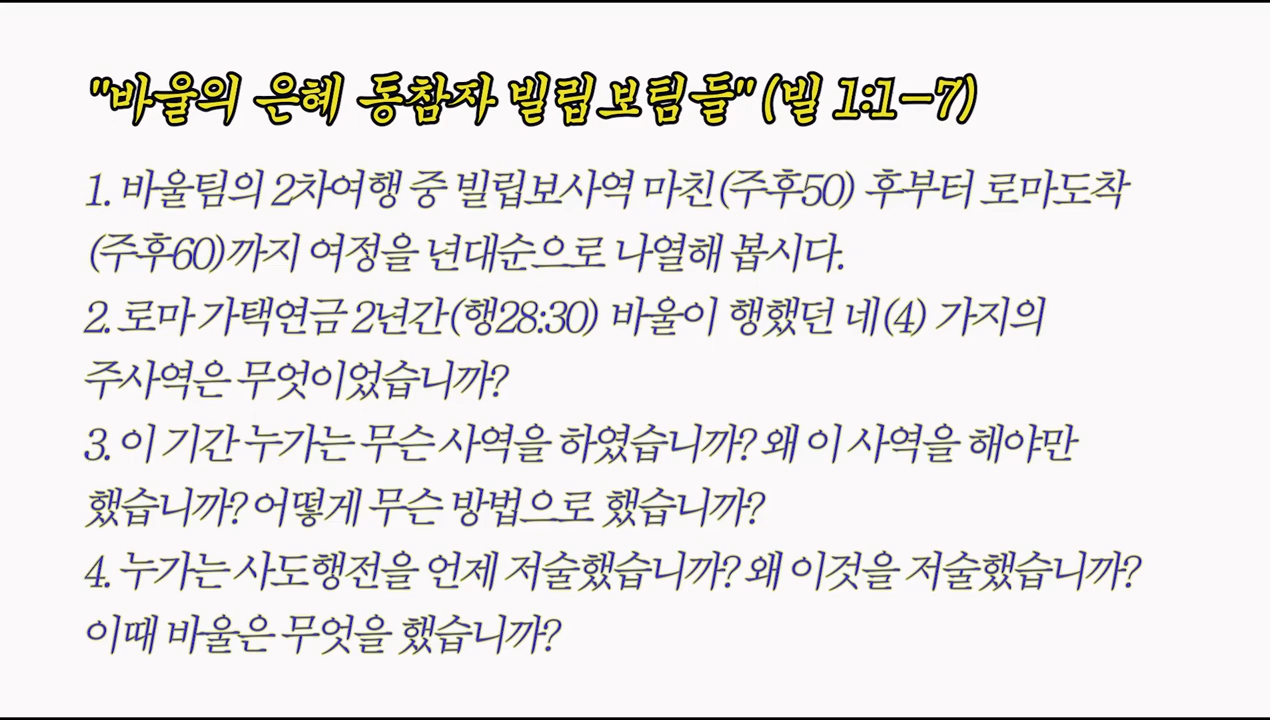 "바울의 은혜 동참자 빌립보팀들" (빌 1:1-7)
1. 바울팀의 2차여행 중 빌립보사역 마친(주후50) 후부터 로마도착
(주후60)까지 여정을 년대순으로 나열해 봅시다.
2. 로마 가택연금 2년간(행28:30) 바울이 행했던 네(4) 가지의
주사역은 무엇이었습니까?
3. 이 기간 누가는 무슨 사역을 하였습니까? 왜 이 사역을 해야만
했습니까? 어떻게 무슨 방법으로 했습니까?
4. 누가는 사도행전을 언제 저술했습니까? 왜 이것을 저술했습니까?
이때 바울은 무엇을 했습니까?